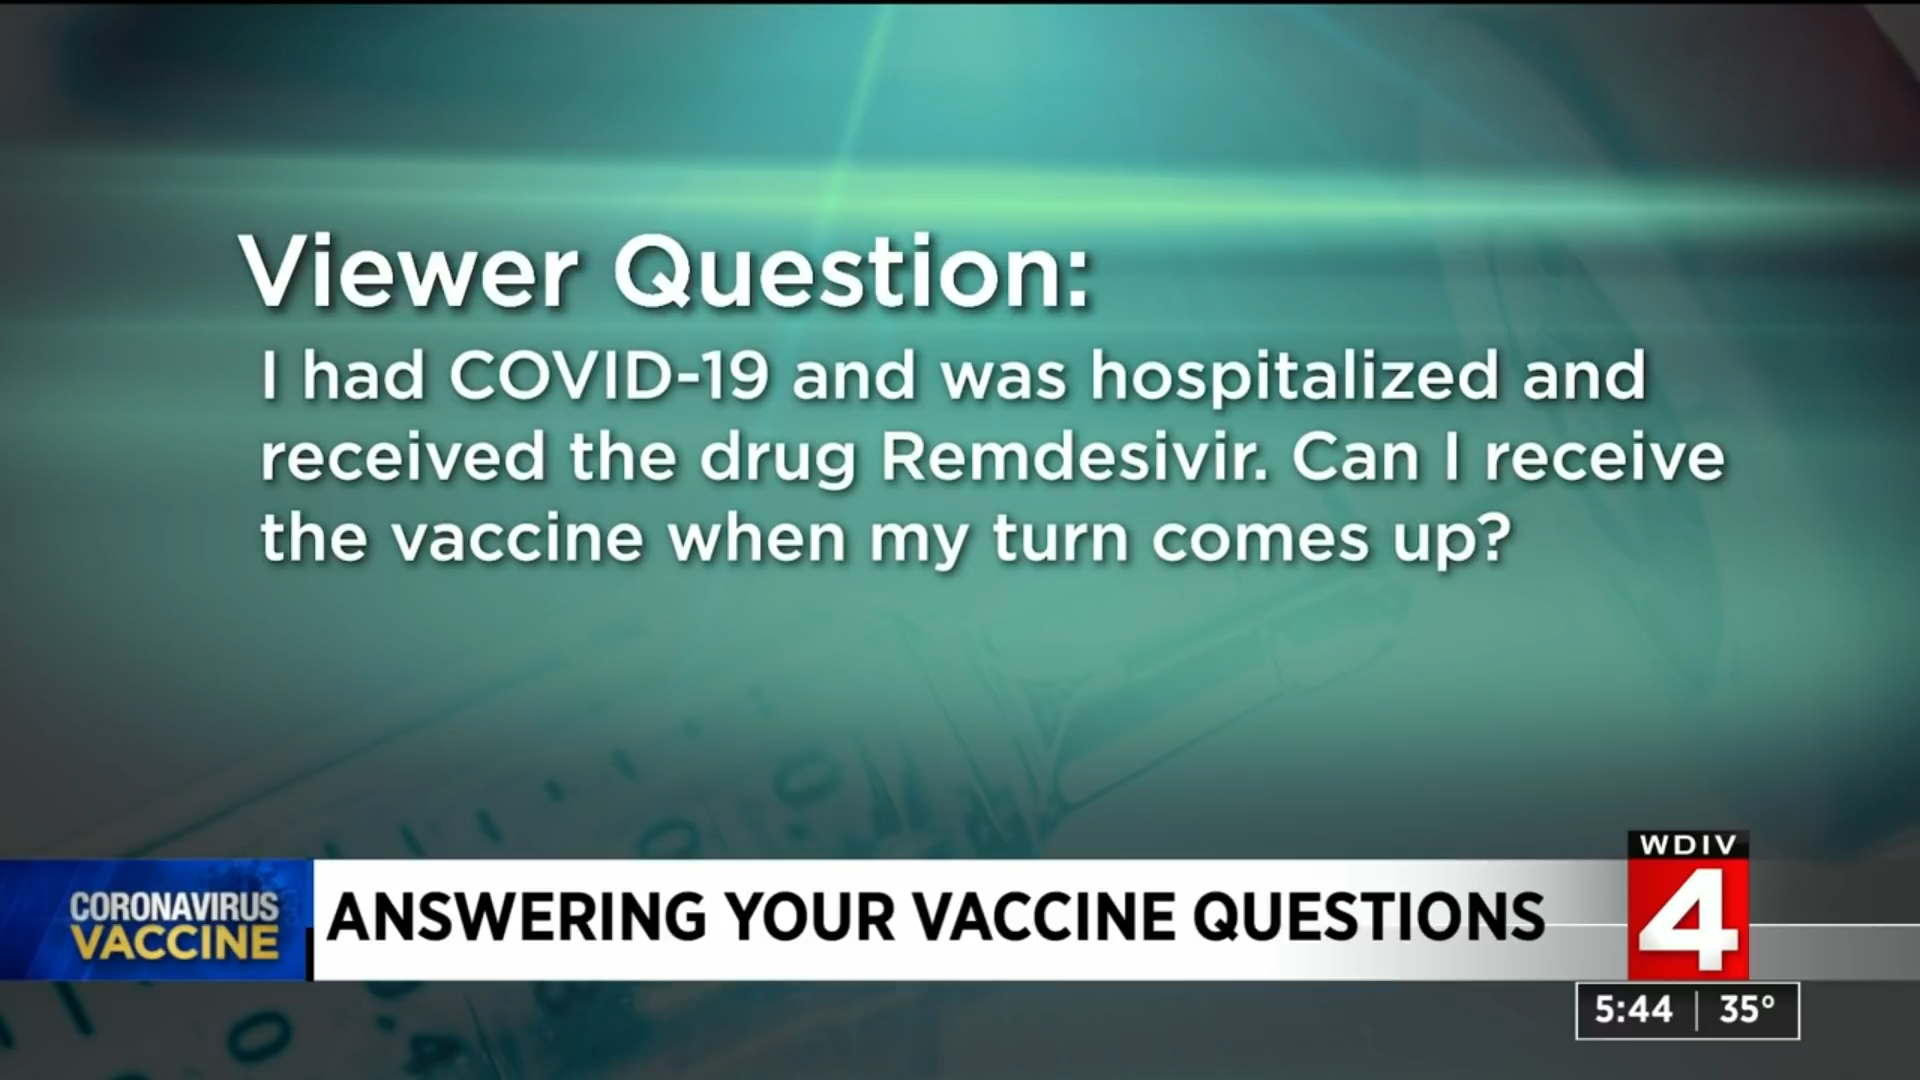 Viewer Question:
I had COVID-19 and was hospitalized and
received the drug Remdesivir. Can I receive
the vaccine when my turn comes up?
CORONAVIRUS
VACCINE
ANSWERING YOUR VACCINE QUESTIONS
WDIV
4
5:44 | 35°